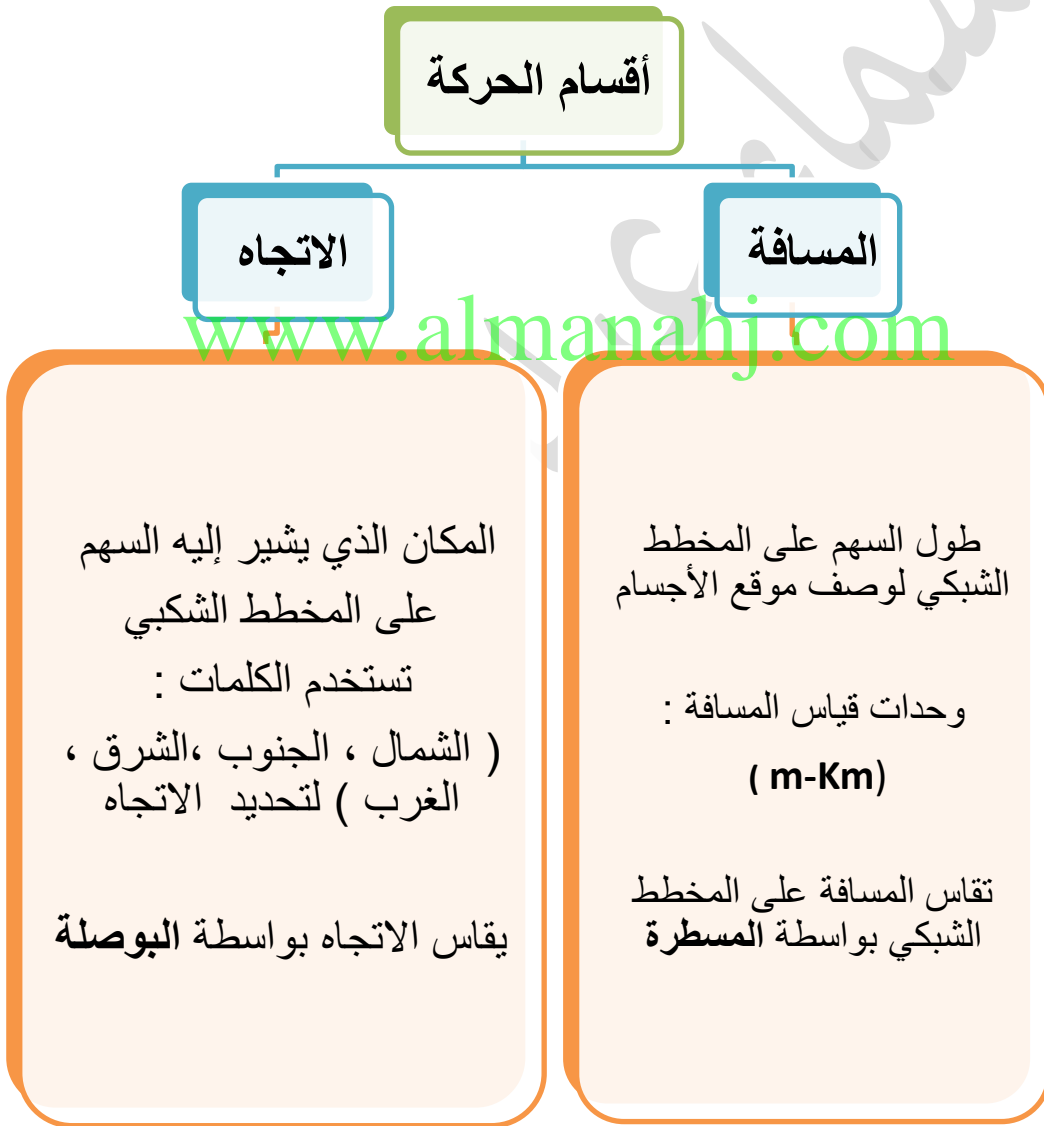 أقسام الحركة
المسافة
الاتجاه
www.almanahj.com
طول السهم على المخطط
الشبكي لوصف موقع الأجسام
وحدات قياس المسافة :
( m-Km)
تقاس المسافة على المخطط
الشبكي بواسطة المسطرة
المكان الذي يشير إليه السهم
على المخطط الشكبي
تستخدم الكلمات :
( الشمال ، الجنوب ،الشرق ،
الغرب ) لتحديد الاتجاه
يقاس الاتجاه بواسطة البوصلة